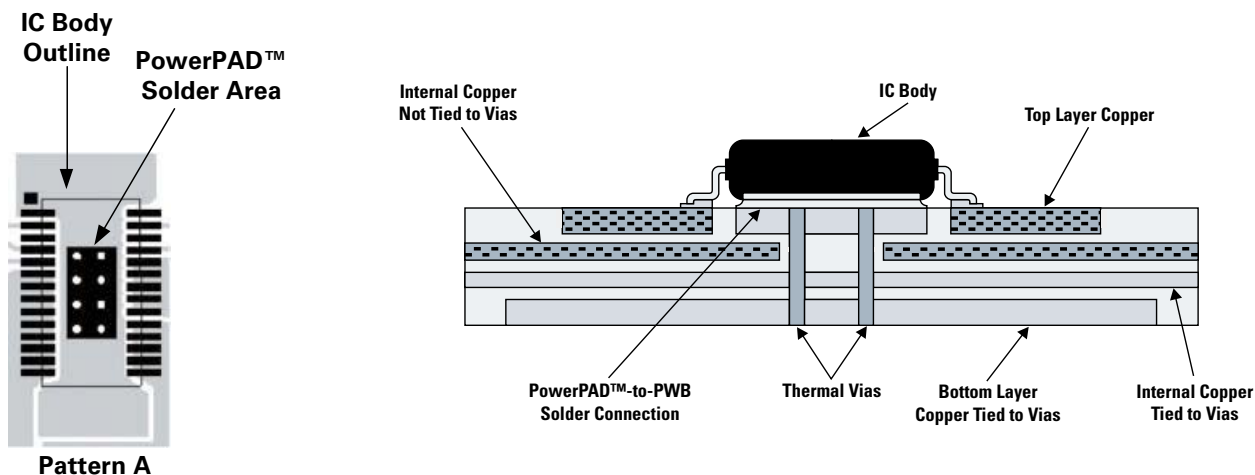 IC Body
Outline
PowerPAD™
Solder Area
Pattern A
Internal Copper
Not Tied to Vias
IC Body
Top Layer Copper
PowerPAD™-to-PWB
Solder Connection
Thermal Vias
Bottom Layer
Copper Tied to Vias
Internal Copper
Tied to Vias